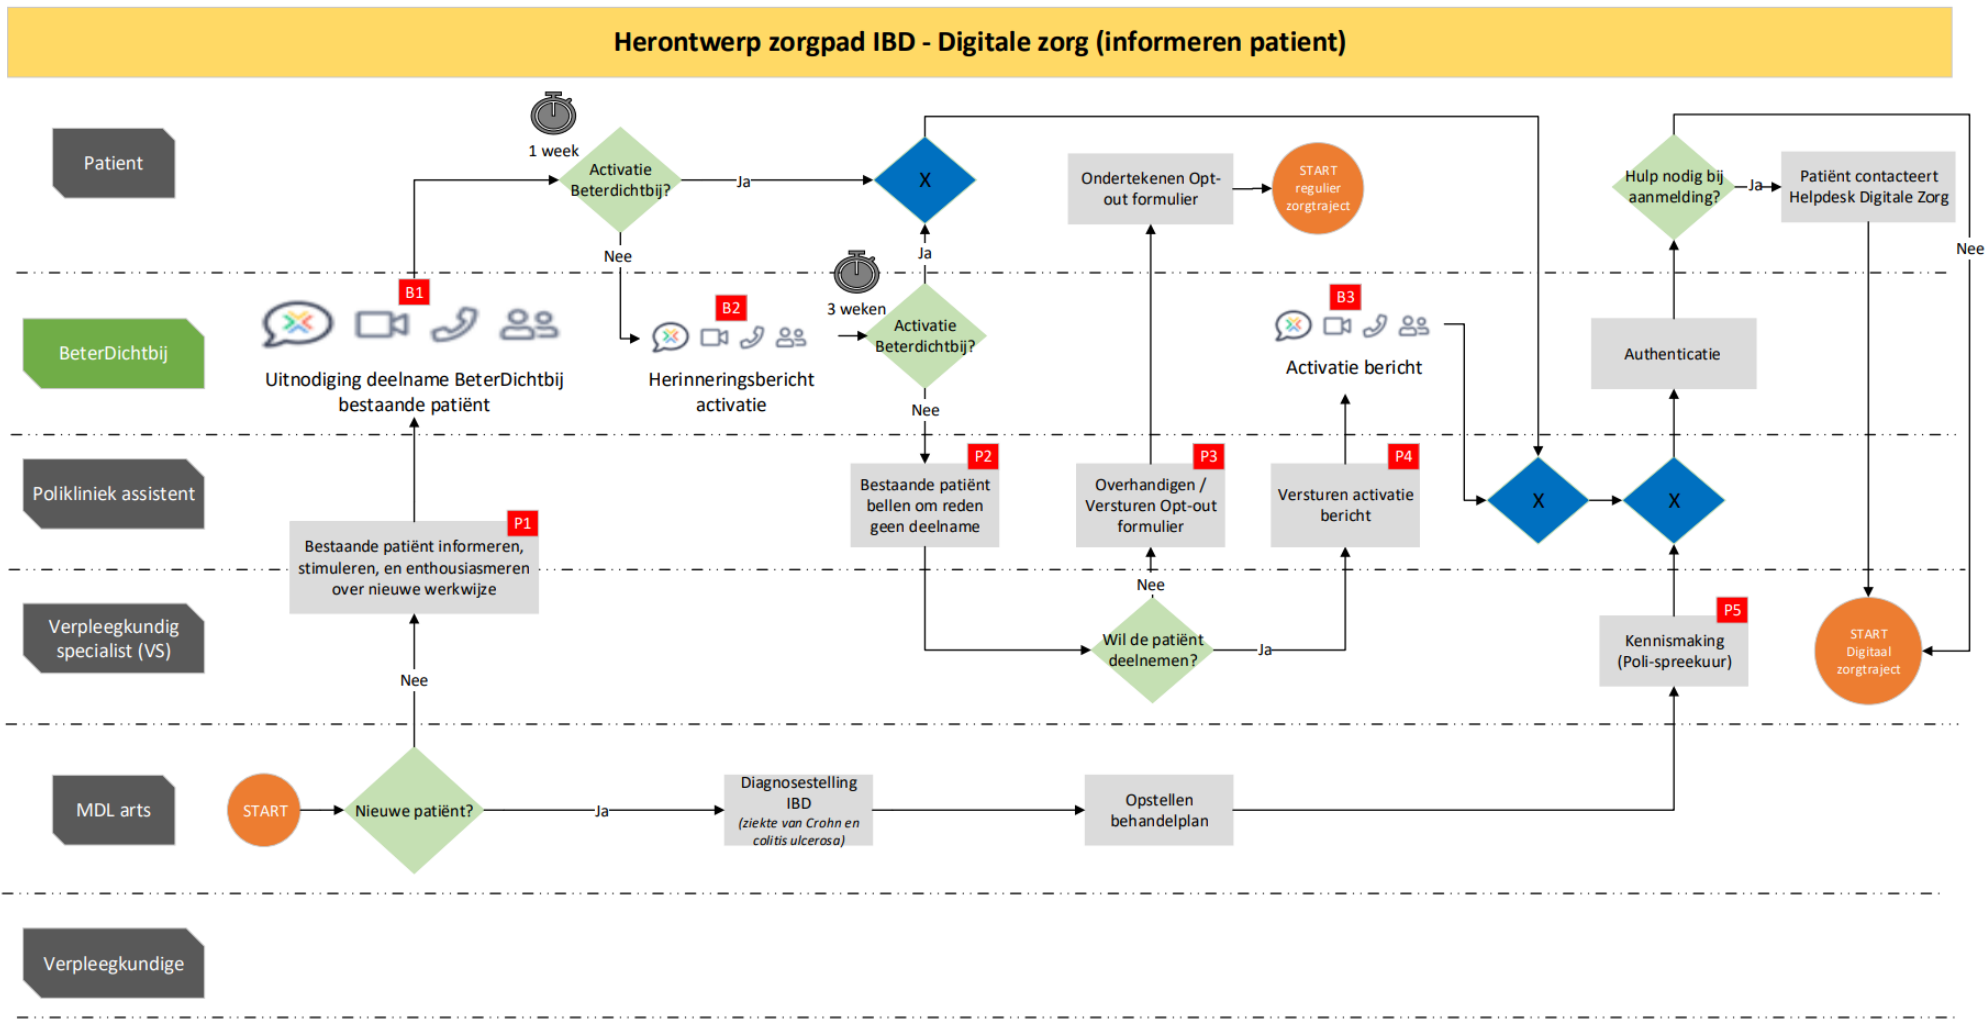 Herontwerp zorgpad IBD - Digitale zorg (informeren patient)
Patient
1 week
Activatie
Beterdichtbij?
Ja
X
Ondertekenen Opt-
out formulier
START
regulier
zorgtraject
Hulp nodig bij
aanmelding?
Ja
Patiënt contacteert
Helpdesk Digitale Zorg
Nee
Nee
Ja
BeterDichtbij
B1
Uitnodiging deelname BeterDichtbij
bestaande patiënt
B2
Herinneringsbericht
activatie
3 weken
Activatie
Beterdichtbij?
Nee
B3
Activatie bericht
Authenticatie
Polikliniek assistent
P1
Bestaande patiënt informeren,
stimuleren, en enthousiasmeren
over nieuwe werkwijze
P2
Bestaande patiënt
bellen om reden
geen deelname
P3
Overhandigen /
Versturen Opt-out
formulier
P4
Versturen activatie
bericht
X
X
Verpleegkundig
specialist (VS)
Nee
Nee
Wil de patiënt
deelnemen?
Ja
P5
Kennismaking
(Poli-spreekuur)
START
Digitaal
zorgtraject
MDL arts
START
Nieuwe patiënt?
Ja
Diagnosestelling
IBD
(ziekte van Crohn en
colitis ulcerosa)
Opstellen
behandelplan
Verpleegkundige